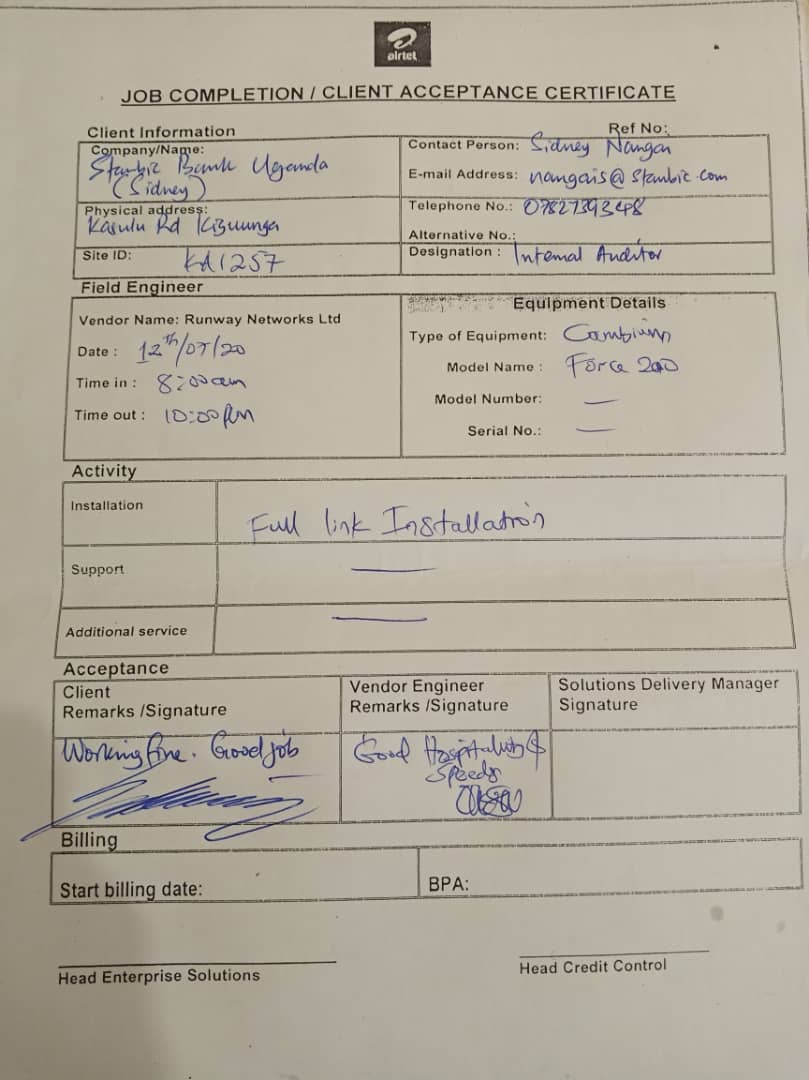 airtel
JOB COMPLETION / CLIENT ACCEPTANCE CERTIFICATE
Client Information
Ref No:
Company/Name:
Stanbic Bank Uganda
(Sidney)
Contact Person: Sidney
E-mail Address: nangais@stanbic.com
Physical address:
Kasulu Rd
Telephone No.:
Alternative No.:
Site ID: KA1257
Designation : Internal Auditor
Field Engineer
Equipment Details
Vendor Name: Runway Networks Ltd
Type of Equipment: Cambium
Date : 12th/07/20
Model Name : Force 200
Time in : 8:00am
Model Number: —
Time out : 10:00pm
Serial No.: —
Activity
Installation
Full link Installation
Support —
Additional service —
Acceptance
Client
Remarks /Signature
Vendor Engineer
Remarks /Signature
Solutions Delivery Manager
Signature
Working fine. Good job
Good Hospitality &
Speeds
Billing
Start billing date:
BPA:
Head Enterprise Solutions
Head Credit Control